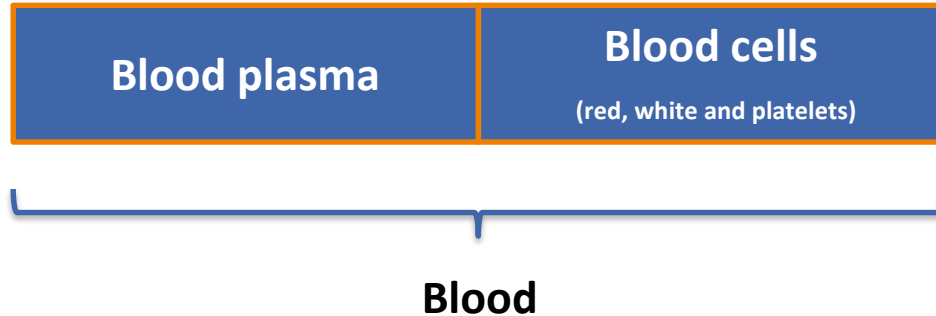 Blood plasma
Blood cells
(red, white and platelets)
Blood